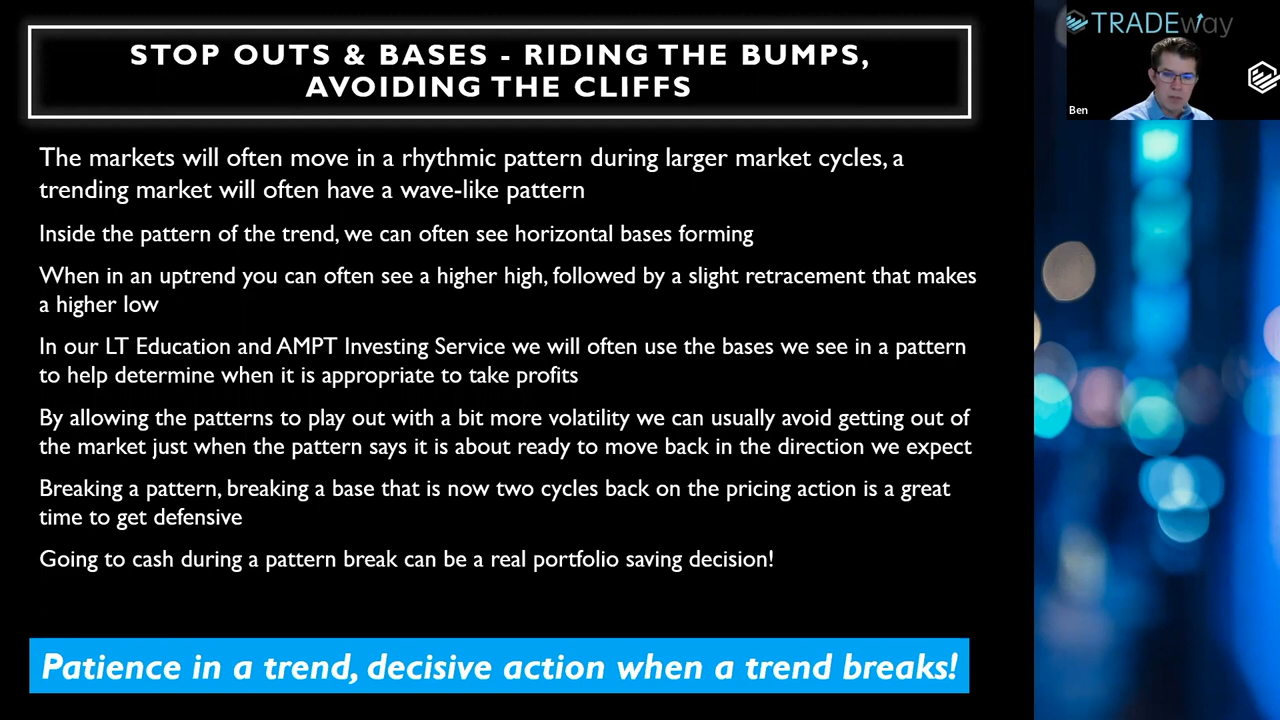 STOP OUTS & BASES - RIDING THE BUMPS,
AVOIDING THE CLIFFS
TRADEway
Ben
The markets will often move in a rhythmic pattern during larger market cycles, a
trending market will often have a wave-like pattern
Inside the pattern of the trend, we can often see horizontal bases forming
When in an uptrend you can often see a higher high, followed by a slight retracement that makes
a higher low
In our LT Education and AMPT Investing Service we will often use the bases we see in a pattern
to help determine when it is appropriate to take profits
By allowing the patterns to play out with a bit more volatility we can usually avoid getting out of
the market just when the pattern says it is about ready to move back in the direction we expect
Breaking a pattern, breaking a base that is now two cycles back on the pricing action is a great
time to get defensive
Going to cash during a pattern break can be a real portfolio saving decision!
Patience in a trend, decisive action when a trend breaks!